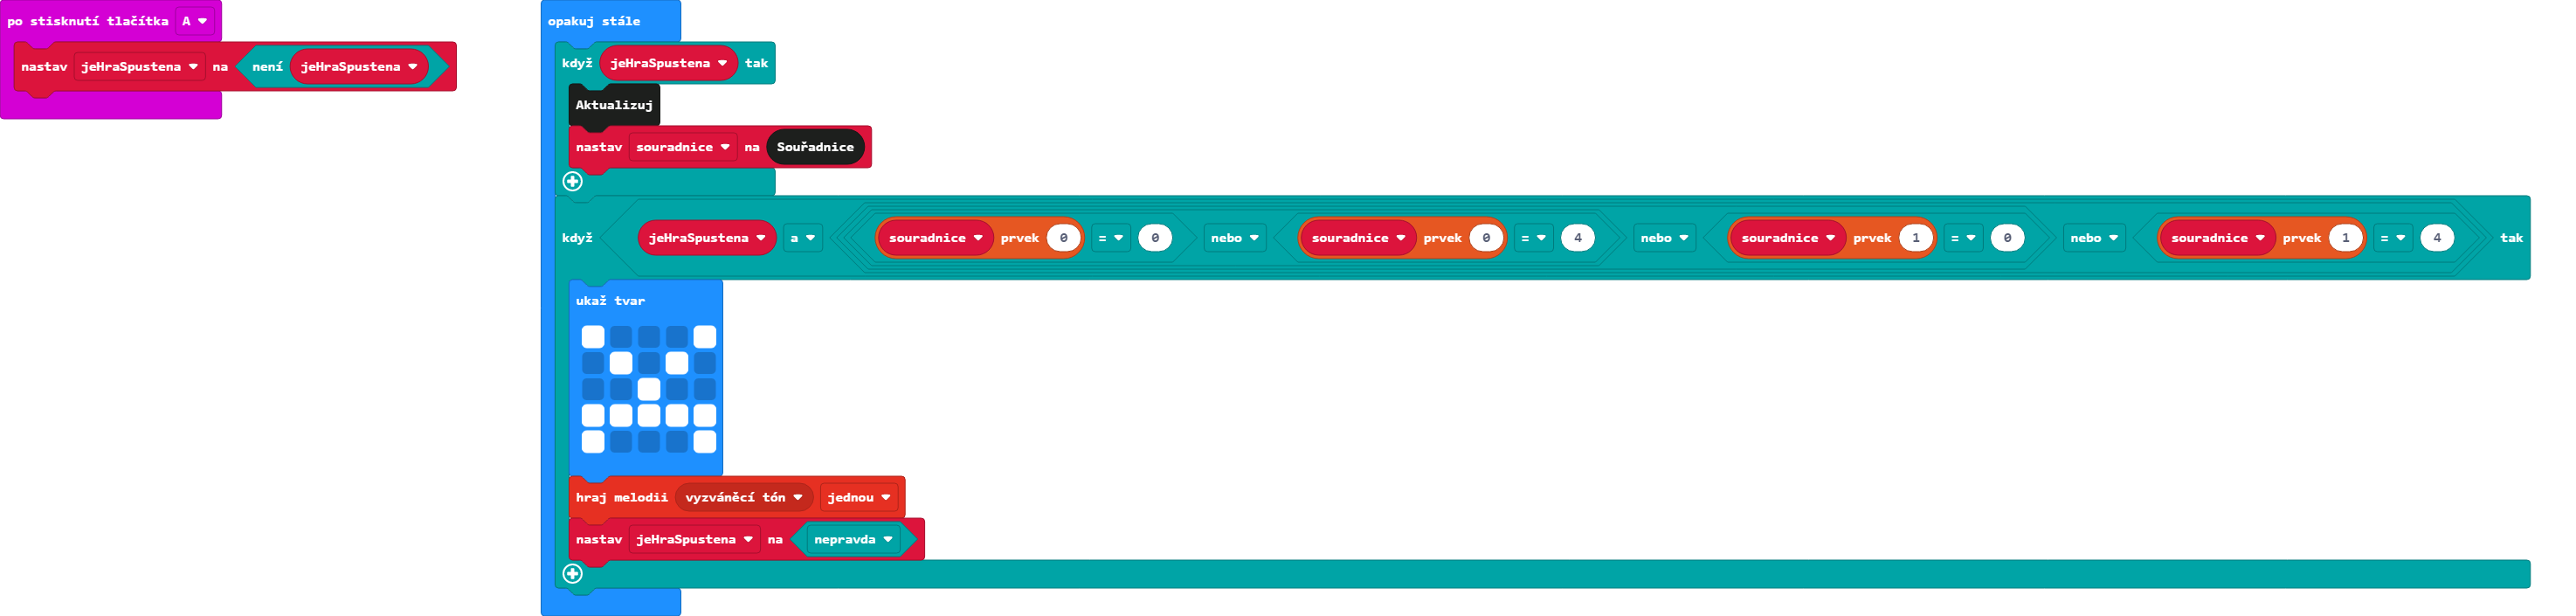 po stisknutí tlačítka A
nastav jeHraSpustena na není jeHraSpustena
opakuj stále
když jeHraSpustena tak
Aktualizuj
nastav souradnice na Souřadnice
když jeHraSpustena a souradnice prvek 0 = 0 nebo souradnice prvek 0 = 4 nebo souradnice prvek 1 = 0 nebo souradnice prvek 1 = 4 tak
ukaž tvar
hraj melodii vyzváněcí tón jednou
nastav jeHraSpustena na nepravda